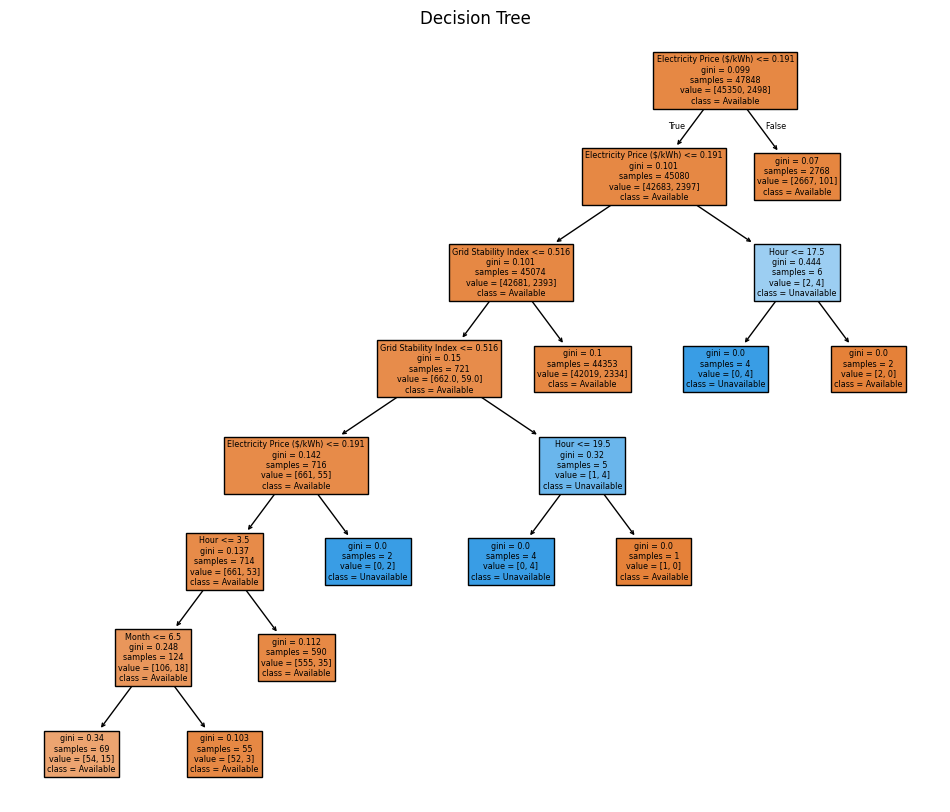 Decision Tree
Electricity Price ($/kWh) <= 0.191
gini = 0.099
samples = 47848
value = [45350, 2498]
class = Available
True
False
Electricity Price ($/kWh) <= 0.191
gini = 0.101
samples = 45080
value = [42683, 2397]
class = Available
gini = 0.07
samples = 2768
value = [2667, 101]
class = Available
Grid Stability Index <= 0.516
gini = 0.101
samples = 45074
value = [42681, 2393]
class = Available
Hour <= 17.5
gini = 0.444
samples = 6
value = [2, 4]
class = Unavailable
Grid Stability Index <= 0.516
gini = 0.15
samples = 721
value = [662.0, 59.0]
class = Available
gini = 0.1
samples = 44353
value = [42019, 2334]
class = Available
gini = 0.0
samples = 4
value = [0, 4]
class = Unavailable
gini = 0.0
samples = 2
value = [2, 0]
class = Available
Electricity Price ($/kWh) <= 0.191
gini = 0.142
samples = 716
value = [661, 55]
class = Available
Hour <= 19.5
gini = 0.32
samples = 5
value = [1, 4]
class = Unavailable
Hour <= 3.5
gini = 0.137
samples = 714
value = [661, 53]
class = Available
gini = 0.0
samples = 2
value = [0, 2]
class = Unavailable
gini = 0.0
samples = 4
value = [0, 4]
class = Unavailable
gini = 0.0
samples = 1
value = [1, 0]
class = Available
Month <= 6.5
gini = 0.248
samples = 124
value = [106, 18]
class = Available
gini = 0.112
samples = 590
value = [555, 35]
class = Available
gini = 0.34
samples = 69
value = [54, 15]
class = Available
gini = 0.103
samples = 55
value = [52, 3]
class = Available